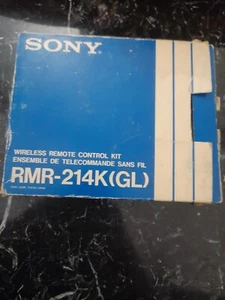 SONY®
WIRELESS REMOTE CONTROL KIT
ENSEMBLE DE TELECOMMANDE SANS FIL
RMR-214K(GL)